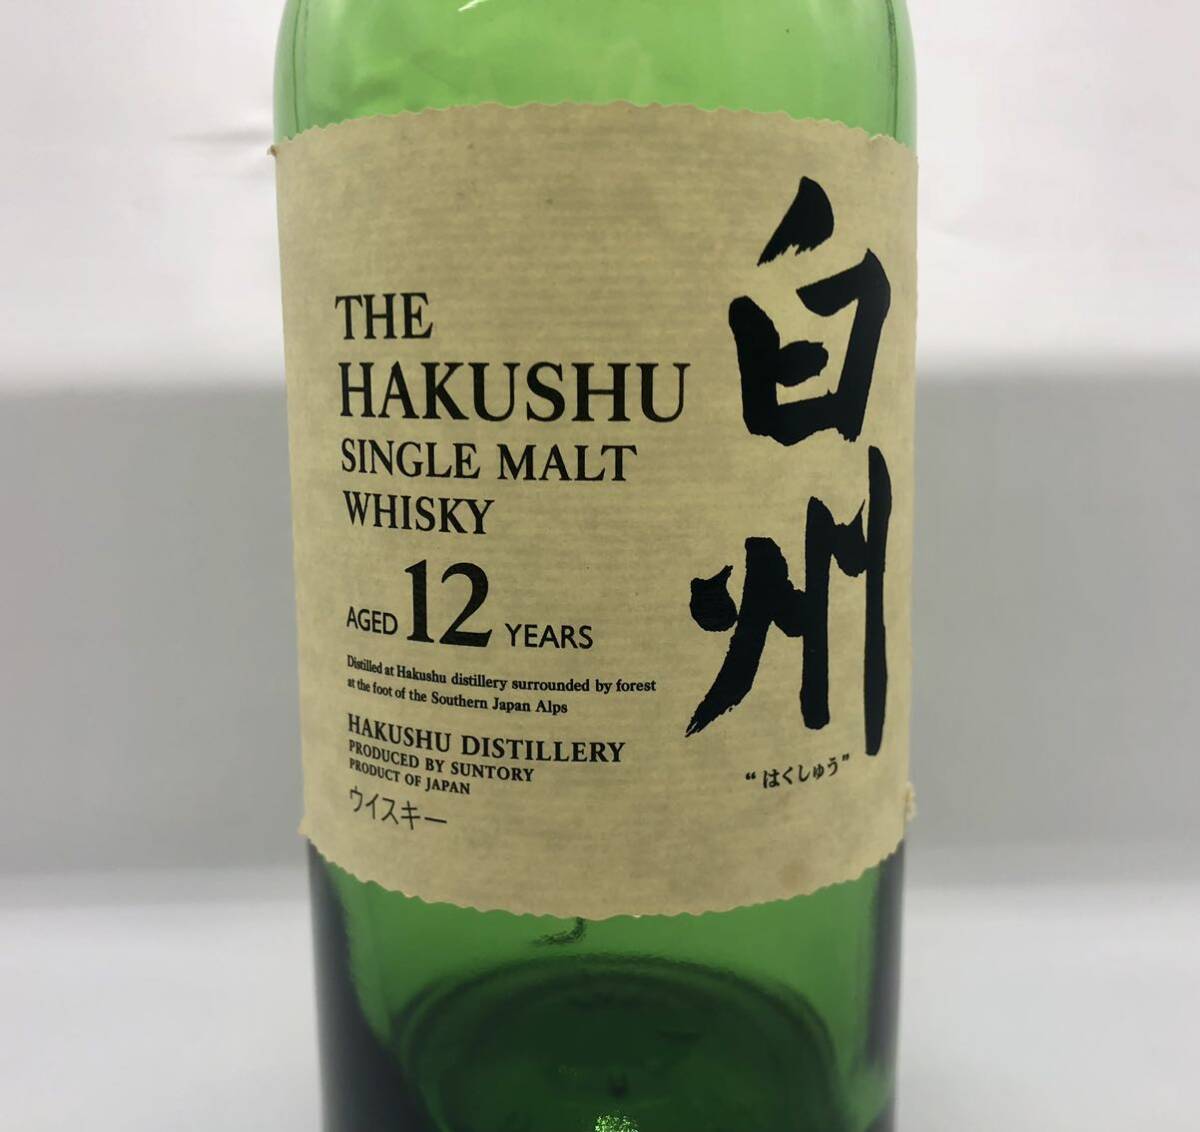 THE
HAKUSHU
SINGLE MALT
WHISKY
AGED 12 YEARS
Distilled at Hakushu distillery surrounded by forest
at the foot of the Southern Japan Alps
HAKUSHU DISTILLERY
PRODUCED BY SUNTORY
PRODUCT OF JAPAN
ウイスキー
白州
“はくしゅう”